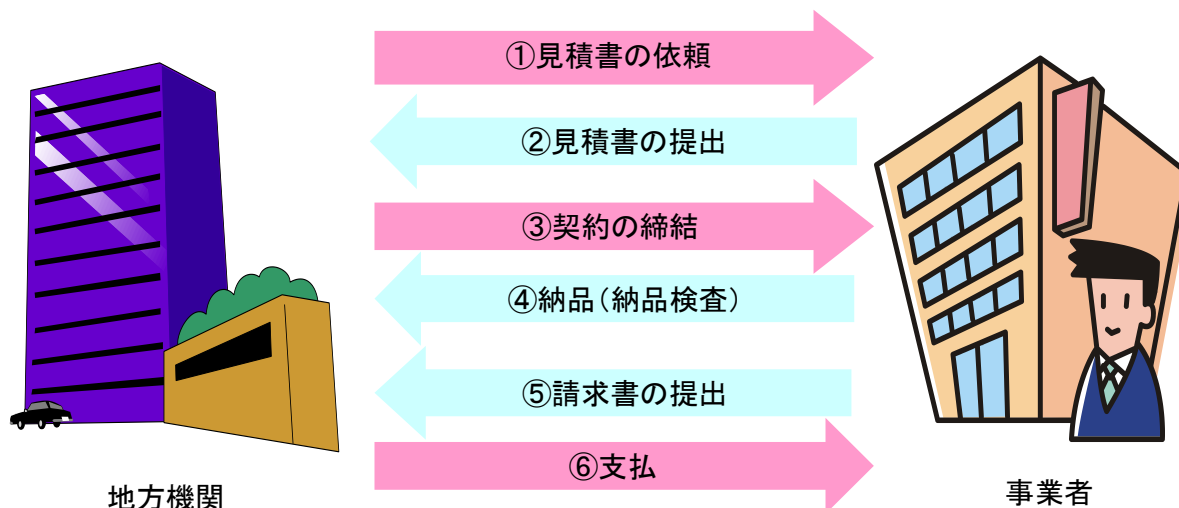 ①見積書の依頼
②見積書の提出
③契約の締結
④納品(納品検査)
⑤請求書の提出
⑥支払
地方機関
事業者